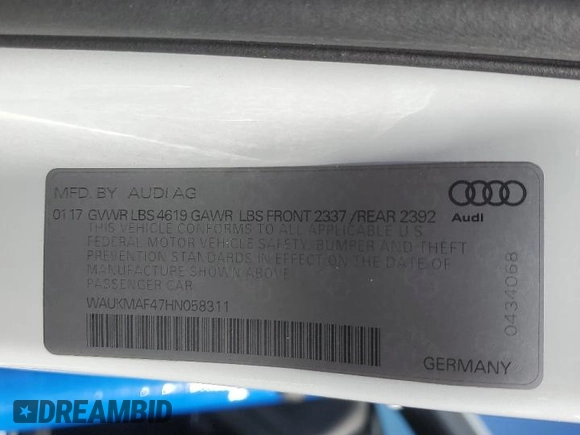 MFD. BY AUDI AG
01 17 GVWR LBS 4619 GAWR LBS FRONT 2337 / REAR 2392
Audi
THIS VEHICLE CONFORMS TO ALL APPLICABLE U.S
FEDERAL MOTOR VEHICLE SAFETY, BUMPER AND THEFT
PREVENTION STANDARDS IN EFFECT ON THE DATE OF
MANUFACTURE SHOWN ABOVE.
PASSENGER CAR
WAUKMAF47HN058311
0434068
GERMANY
DREAMBID